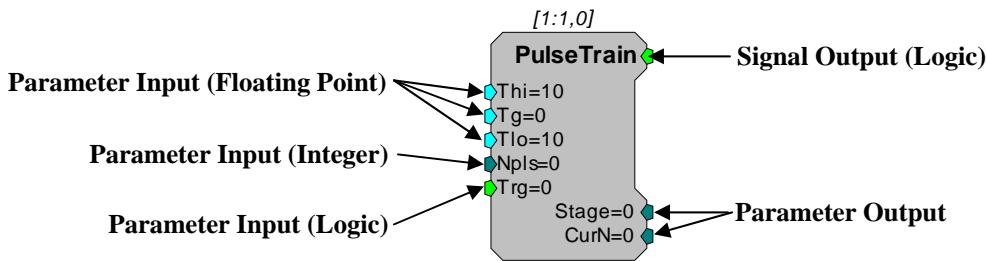 [1:1,0]
PulseTrain
Signal Output (Logic)
Parameter Input (Floating Point)
Thi=10
Tg=0
Tlo=10
Parameter Input (Integer)
Npls=0
Trg=0
Parameter Input (Logic)
Stage=0
Parameter Output
CurN=0